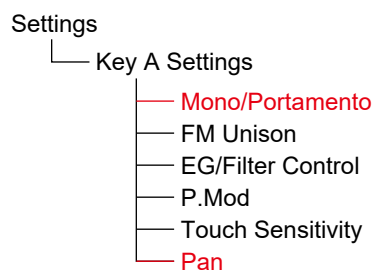 Settings
Key A Settings
Mono/Portamento
FM Unison
EG/Filter Control
P.Mod
Touch Sensitivity
Pan